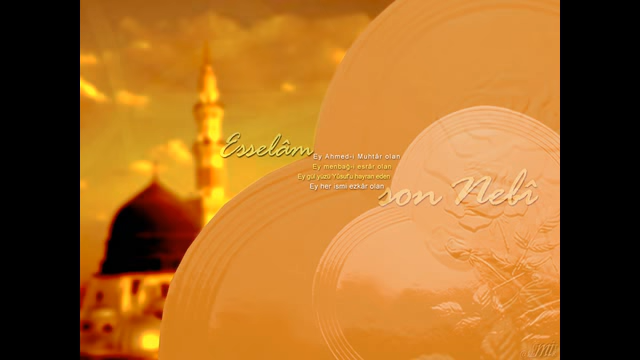 Esselâm
Ey Ahmed-i Muhtâr olan
Ey menbağ-ı esrâr olan
Ey gül yüzü Yûsuf'u hayran eden
Ey her ismi ezkâr olan
son Nebî